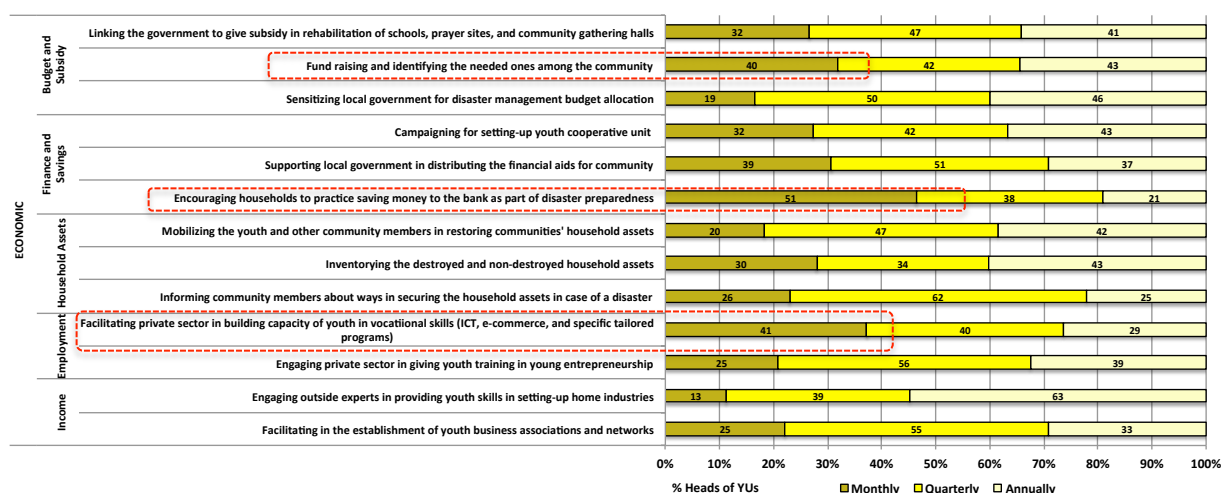 ECONOMIC
Budget and
Subsidy
Linking the government to give subsidy in rehabilitation of schools, prayer sites, and community gathering halls
32 47 41
Fund raising and identifying the needed ones among the community
40 42 43
Sensitizing local government for disaster management budget allocation
19 50 46
Finance and
Savings
Campaigning for setting-up youth cooperative unit
32 42 43
Supporting local government in distributing the financial aids for community
39 51 37
Encouraging households to practice saving money to the bank as part of disaster preparedness
51 38 21
Household Assets
Mobilizing the youth and other community members in restoring communities' household assets
20 47 42
Inventorying the destroyed and non-destroyed household assets
30 34 43
Informing community members about ways in securing the household assets in case of a disaster
26 62 25
Employment
Facilitating private sector in building capacity of youth in vocational skills (ICT, e-commerce, and specific tailored
programs)
41 40 29
Engaging private sector in giving youth training in young entrepreneurship
25 56 39
Income
Engaging outside experts in providing youth skills in setting-up home industries
13 39 63
Facilitating in the establishment of youth business associations and networks
25 55 33
0% 10% 20% 30% 40% 50% 60% 70% 80% 90% 100%
% Heads of YUs Monthly Quarterly Annually